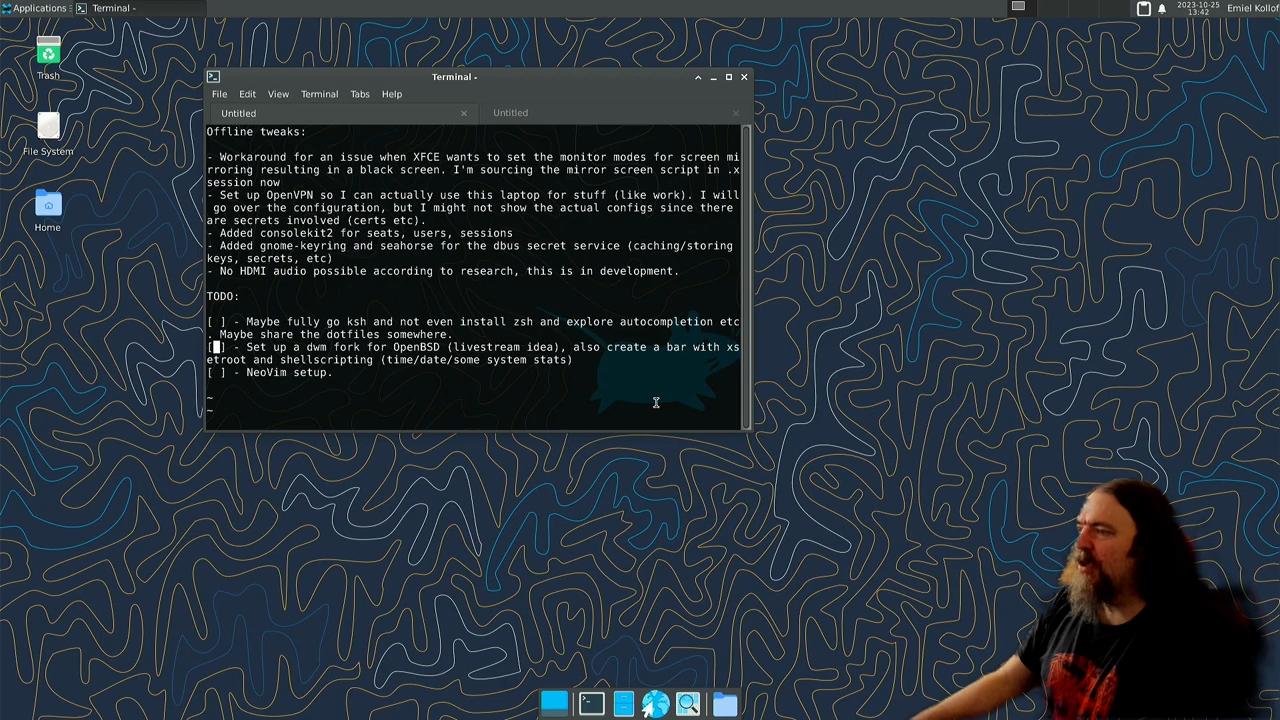 Applications
Terminal -
2023-10-25
13:42
Emiel Kollof
Trash
File System
Home
Terminal -
File Edit View Terminal Tabs Help
Untitled
Untitled
Offline tweaks:
- Workaround for an issue when XFCE wants to set the monitor modes for screen mi
rroring resulting in a black screen. I'm sourcing the mirror screen script in .x
session now
- Set up OpenVPN so I can actually use this laptop for stuff (like work). I will
 go over the configuration, but I might not show the actual configs since there
are secrets involved (certs etc).
- Added consolekit2 for seats, users, sessions
- Added gnome-keyring and seahorse for the dbus secret service (caching/storing
keys, secrets, etc)
- No HDMI audio possible according to research, this is in development.
TODO:
[ ] - Maybe fully go ksh and not even install zsh and explore autocompletion etc
. Maybe share the dotfiles somewhere.
[ ] - Set up a dwm fork for OpenBSD (livestream idea), also create a bar with xs
etroot and shellscripting (time/date/some system stats)
[ ] - NeoVim setup.
~
~